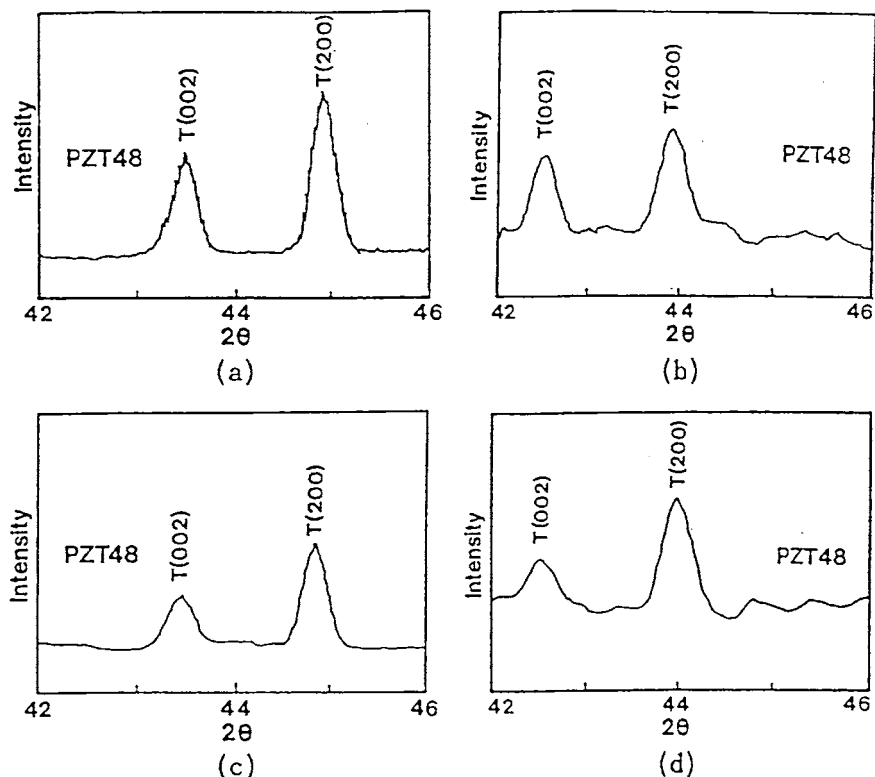 T(002)
T(200)
PZT48
Intensity
42
44
46
2θ
(a)
T(002)
T(200)
PZT48
Intensity
42
44
46
2θ
(b)
T(002)
T(200)
PZT48
Intensity
42
44
46
2θ
(c)
T(002)
T(200)
PZT48
Intensity
42
44
46
2θ
(d)